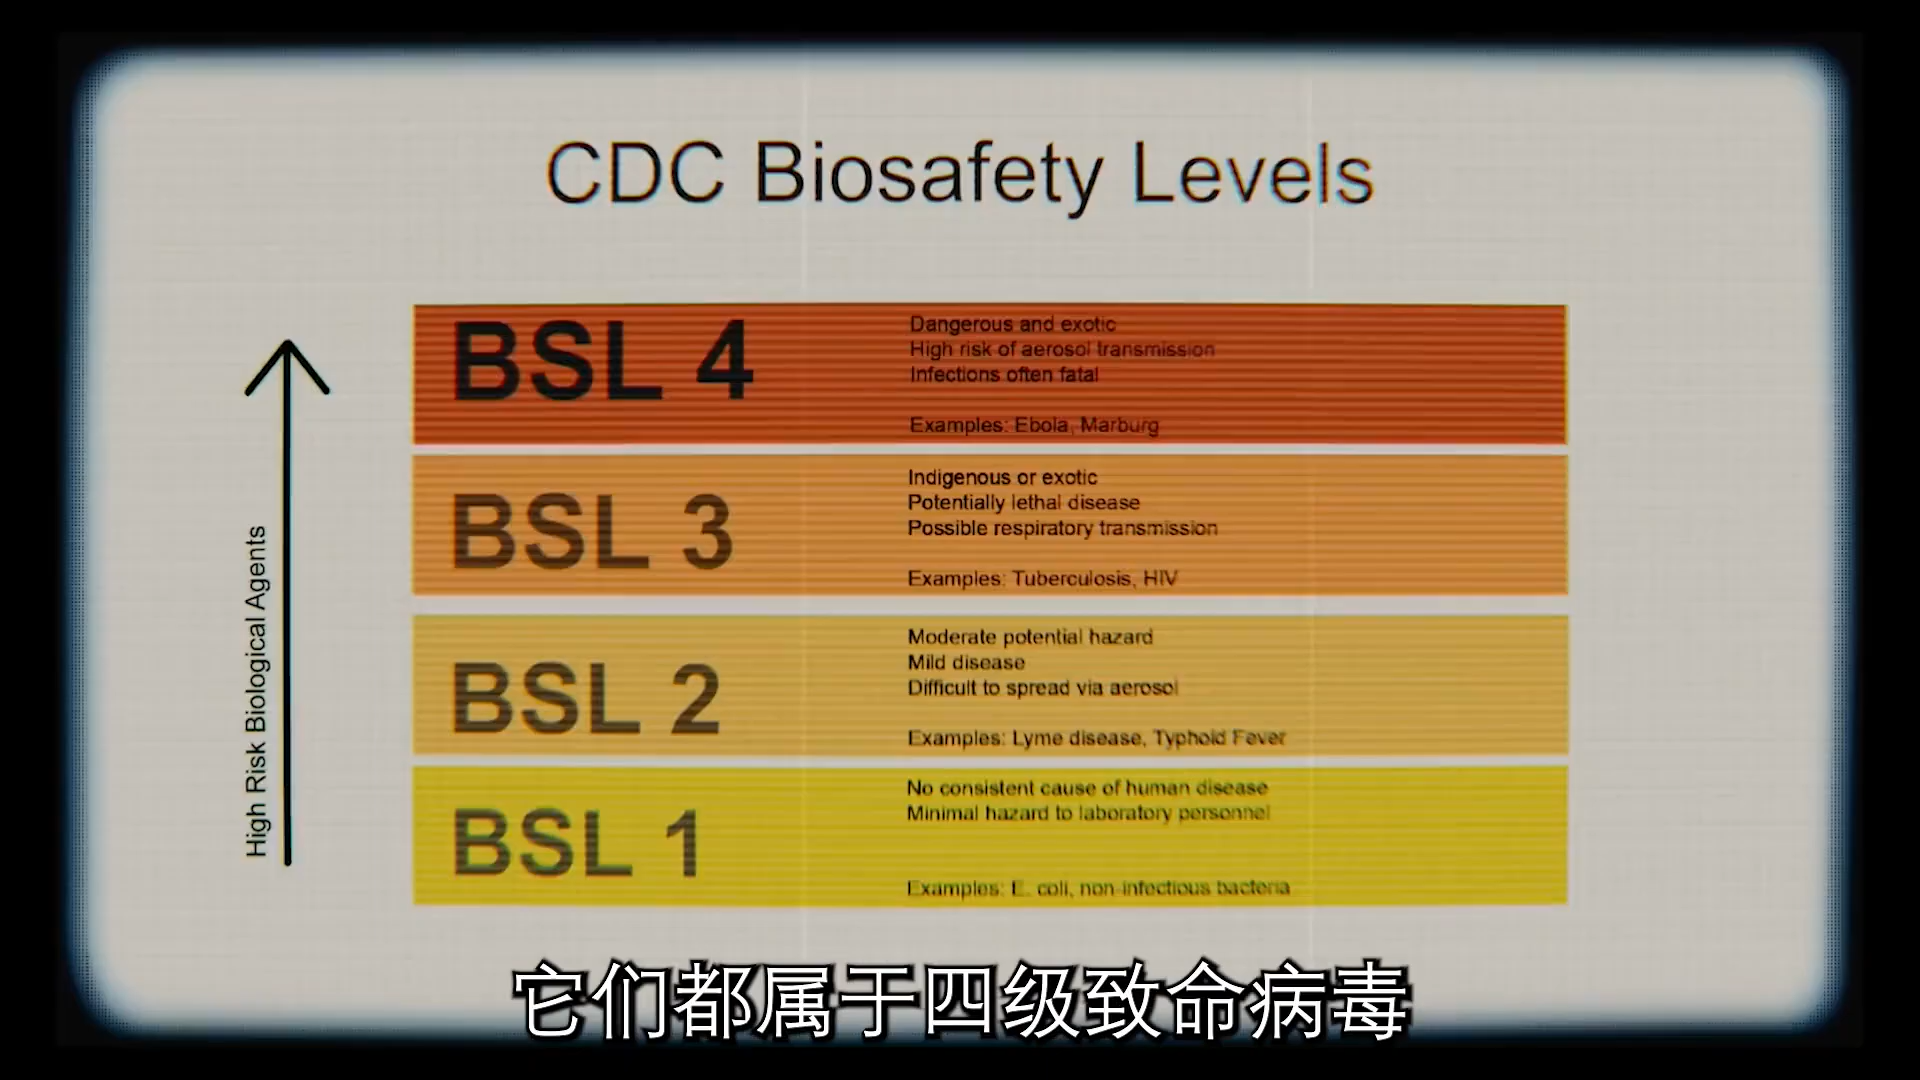 CDC Biosafety Levels
High Risk Biological Agents
BSL 4
Dangerous and exotic
High risk of aerosol transmission
Infections often fatal
Examples: Ebola, Marburg
BSL 3
Indigenous or exotic
Potentially lethal disease
Possible respiratory transmission
Examples: Tuberculosis, HIV
BSL 2
Moderate potential hazard
Mild disease
Difficult to spread via aerosol
Examples: Lyme disease, Typhoid Fever
BSL 1
No consistent cause of human disease
Minimal hazard to laboratory personnel
Examples: E. coli, non-infectious bacteria
它们都属于四级致命病毒